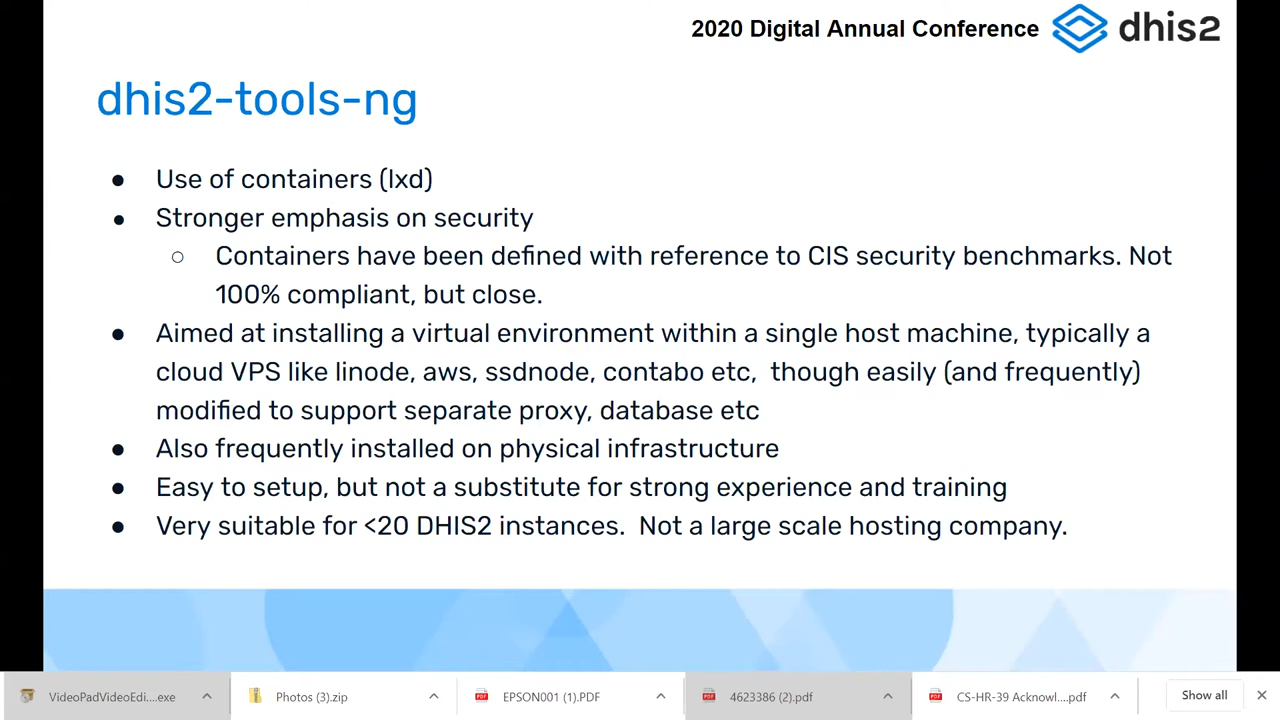 2020 Digital Annual Conference dhis2
dhis2-tools-ng
● Use of containers (lxd)
● Stronger emphasis on security
○ Containers have been defined with reference to CIS security benchmarks. Not
100% compliant, but close.
● Aimed at installing a virtual environment within a single host machine, typically a
cloud VPS like linode, aws, ssdnode, contabo etc, though easily (and frequently)
modified to support separate proxy, database etc
● Also frequently installed on physical infrastructure
● Easy to setup, but not a substitute for strong experience and training
● Very suitable for <20 DHIS2 instances. Not a large scale hosting company.
VideoPadVideoEdi....exe Photos (3).zip EPSON001 (1).PDF 4623386 (2).pdf CS-HR-39 Acknowl....pdf Show all